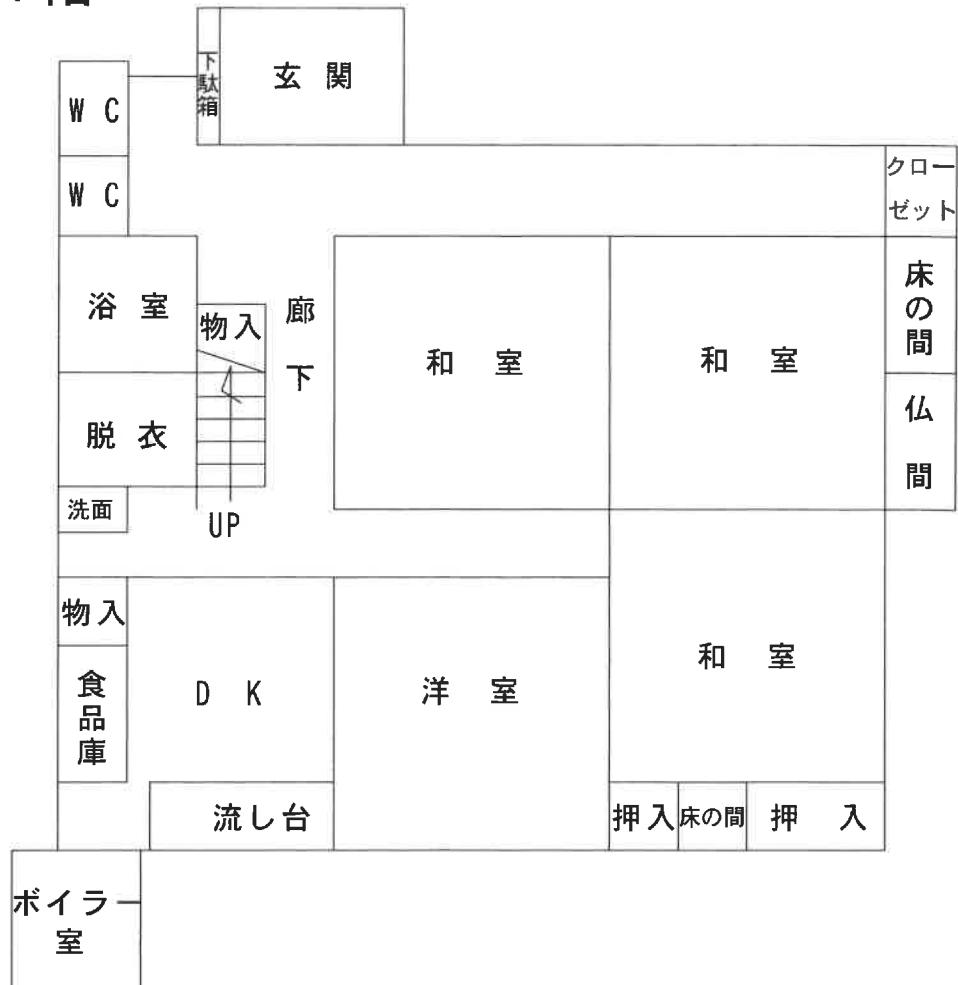 下駄箱
玄関
WC
WC
クローゼット
浴室
物入
廊下
和室
和室
床の間
仏間
脱衣
洗面
UP
物入
食品庫
DK
洋室
和室
流し台
押入
床の間
押入
ボイラー室